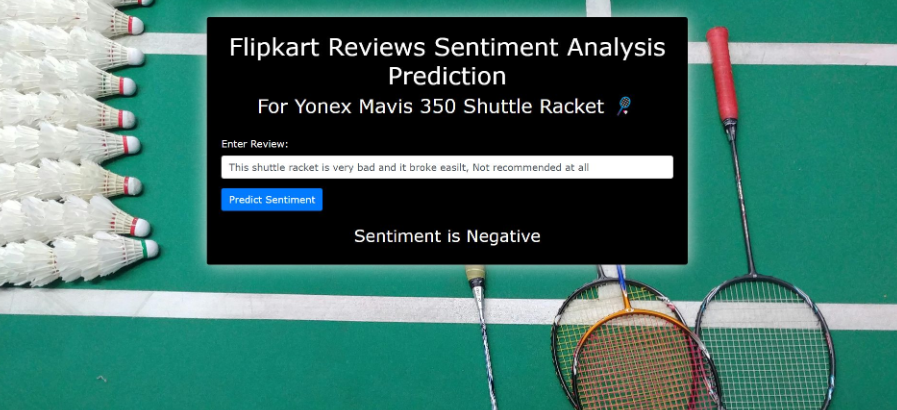 Flipkart Reviews Sentiment Analysis
Prediction
For Yonex Mavis 350 Shuttle Racket 🏸
Enter Review:
This shuttle racket is very bad and it broke easilt, Not recommended at all
Predict Sentiment
Sentiment is Negative